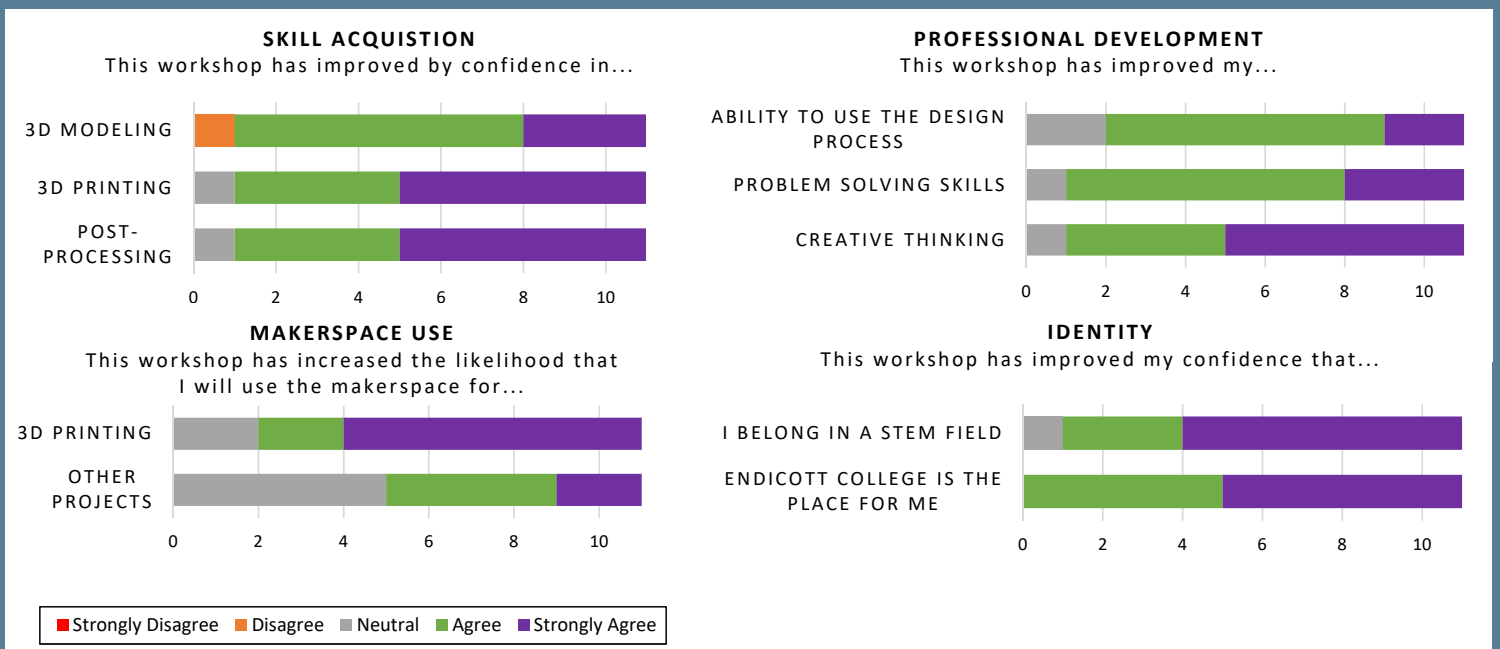 SKILL ACQUISTION
This workshop has improved by confidence in...
3D MODELING
3D PRINTING
POST-
PROCESSING
0 2 4 6 8 10
PROFESSIONAL DEVELOPMENT
This workshop has improved my...
ABILITY TO USE THE DESIGN
PROCESS
PROBLEM SOLVING SKILLS
CREATIVE THINKING
0 2 4 6 8 10
MAKERSPACE USE
This workshop has increased the likelihood that
I will use the makerspace for...
3D PRINTING
OTHER
PROJECTS
0 2 4 6 8 10
IDENTITY
This workshop has improved my confidence that...
I BELONG IN A STEM FIELD
ENDICOTT COLLEGE IS THE
PLACE FOR ME
0 2 4 6 8 10
Strongly Disagree Disagree Neutral Agree Strongly Agree